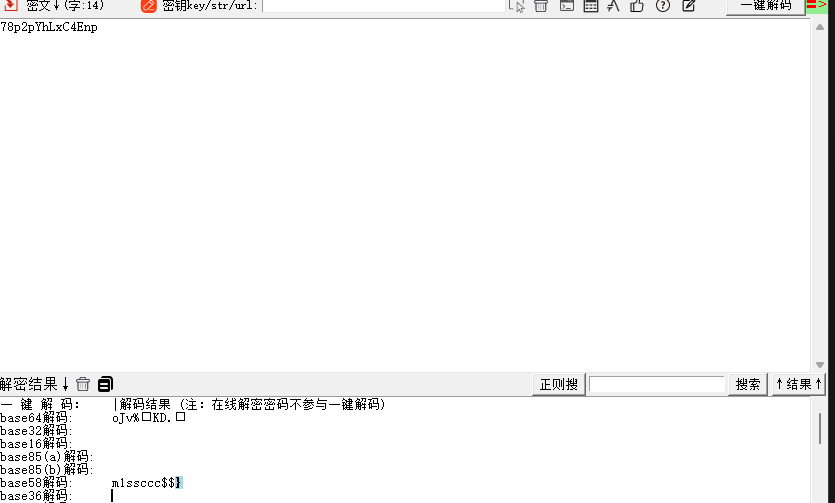 密文↓(字:14) 密钥key/str/url: 一键解码
78p2pYhLxC4Enp
解密结果↓ 正则搜 搜索 ↑结果↑
一 键 解 码: |解码结果 (注: 在线解密密码不参与一键解码)
base64解码: oJv%□KD.□
base32解码:
base16解码:
base85(a)解码:
base85(b)解码:
base58解码: m1ssccc$$}
base36解码: